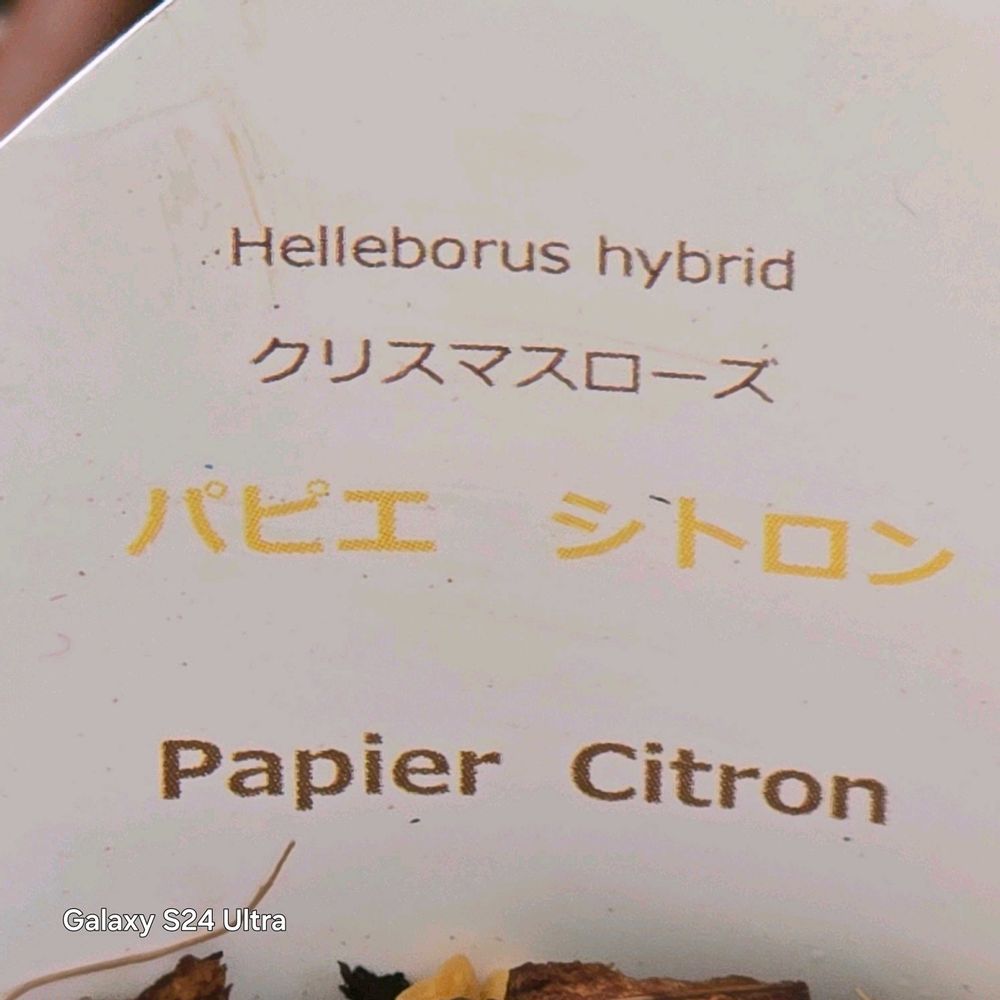 Helleborus hybrid
クリスマスローズ
パピエ　シトロン
Papier Citron
Galaxy S24 Ultra